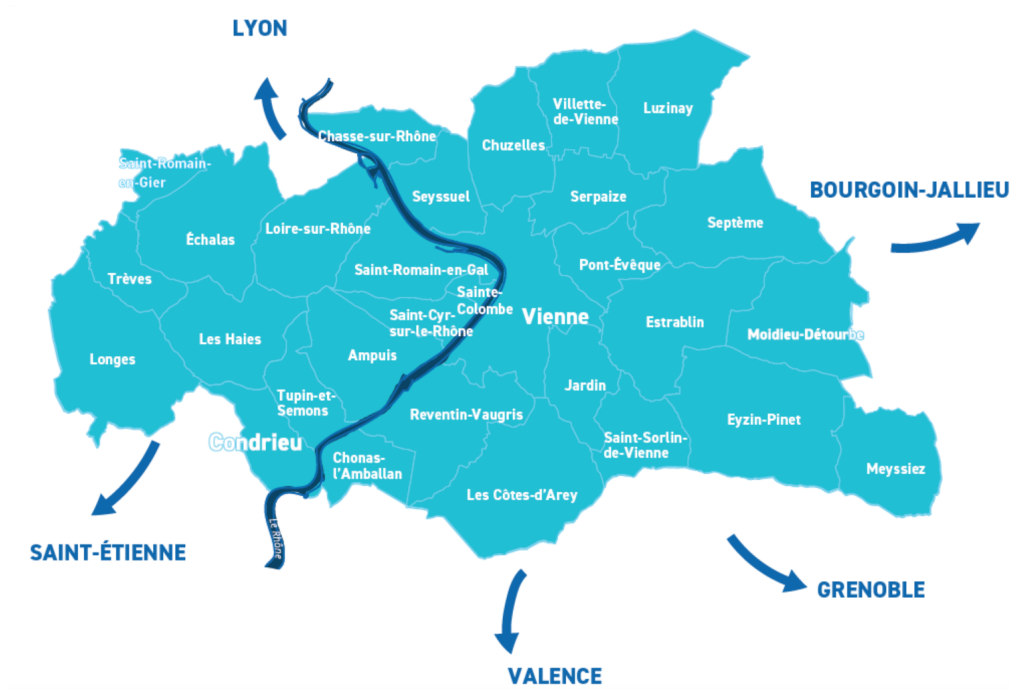 LYON
Villette-
de-Vienne
Luzinay
Chasse-sur-Rhône
Chuzelles
Saint-Romain-
en-Gier
BOURGOIN-JALLIEU
Seyssuel
Serpaize
Septème
Loire-sur-Rhône
Échalas
Pont-Évêque
Saint-Romain-en-Gal
Trèves
Sainte-
Colombe
Saint-Cyr-
sur-le-Rhône
Vienne
Estrablin
Moidieu-Détourbe
Les Haies
Longes
Ampuis
Jardin
Tupin-et-
Semons
Reventin-Vaugris
Eyzin-Pinet
Condrieu
Saint-Sorlin-
de-Vienne
Chonas-
l'Amballan
Meyssiez
Les Côtes-d'Arey
Le Rhône
SAINT-ÉTIENNE
GRENOBLE
VALENCE